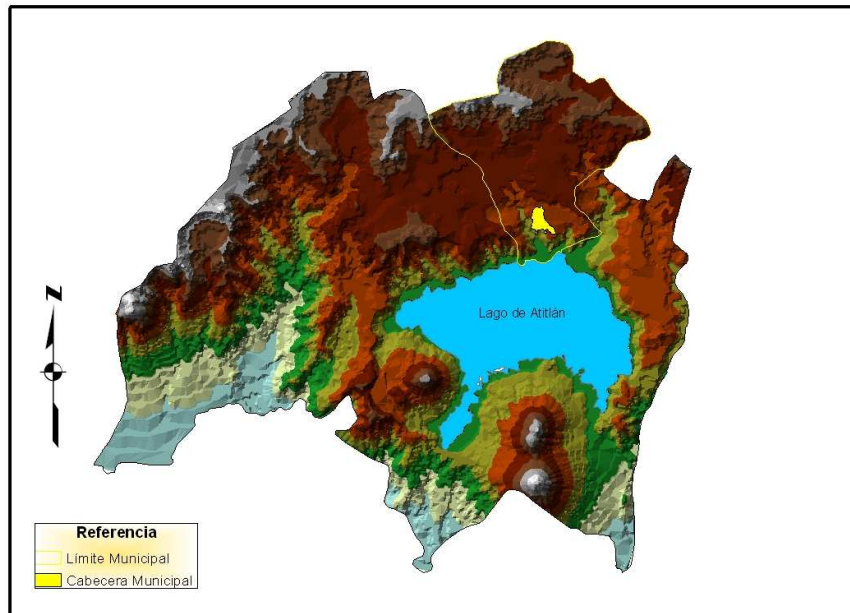 Lago de Atitlán
N
Referencia
Límite Municipal
Cabecera Municipal